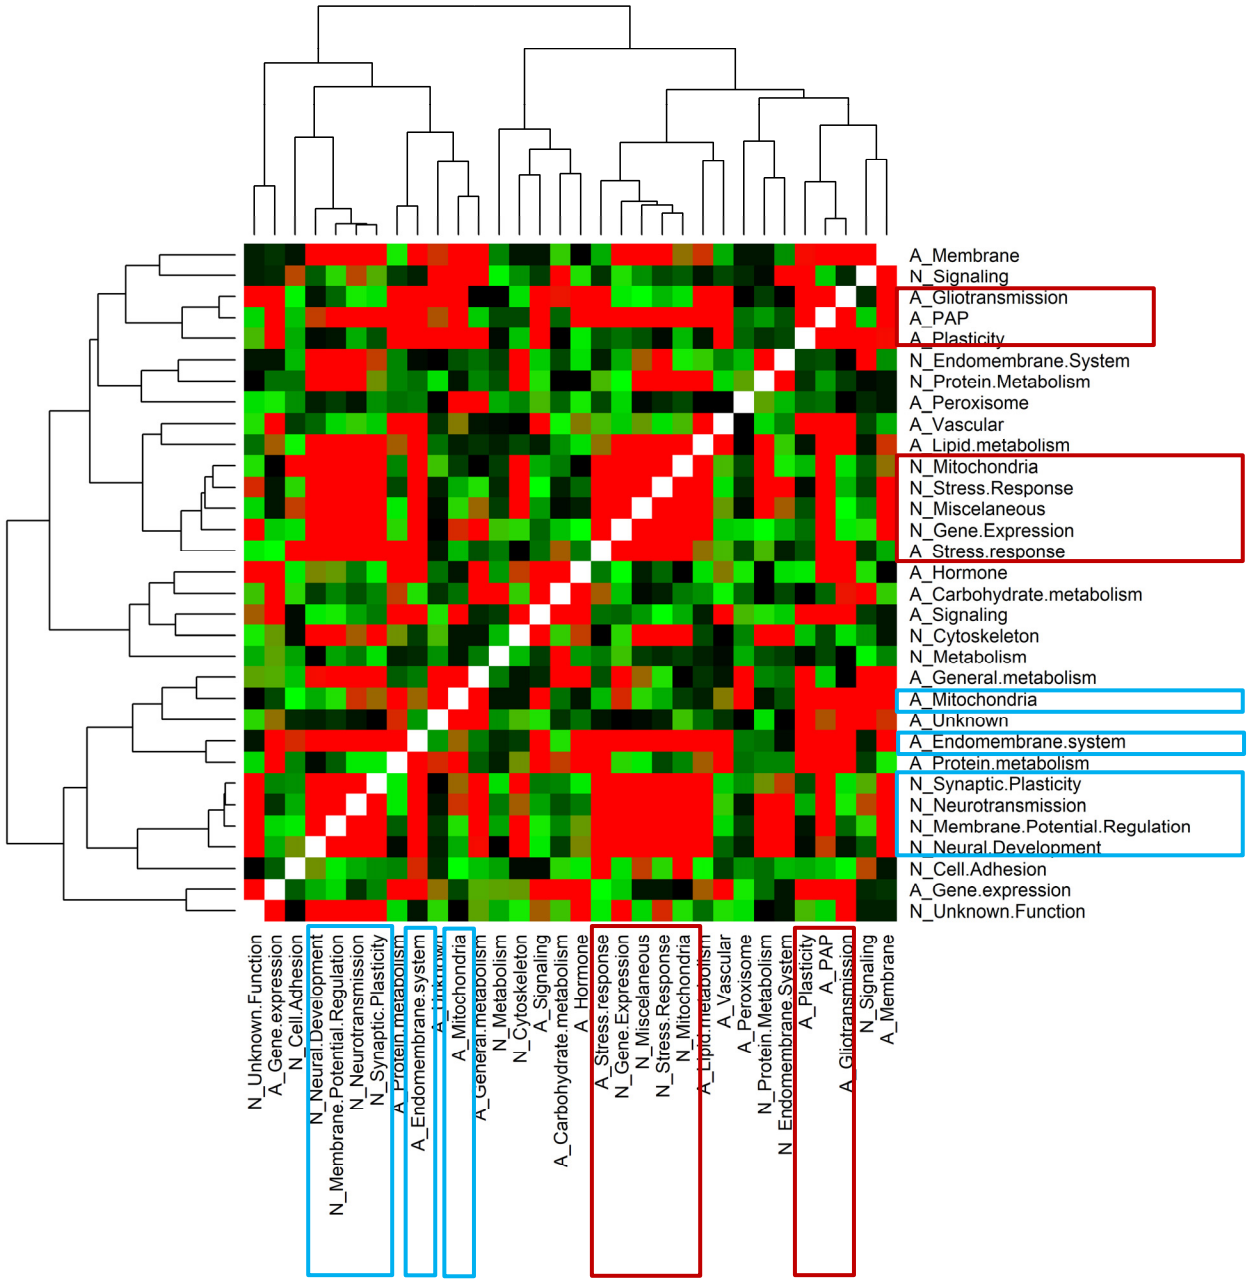 A_Membrane
N_Signaling
A_Gliotransmission
A_PAP
A_Plasticity
N_Endomembrane.System
N_Protein.Metabolism
A_Peroxisome
A_Vascular
A_Lipid.metabolism
N_Mitochondria
N_Stress.Response
N_Miscelaneous
N_Gene.Expression
A_Stress.response
A_Hormone
A_Carbohydrate.metabolism
A_Signaling
N_Cytoskeleton
N_Metabolism
A_General.metabolism
A_Mitochondria
A_Unknown
A_Endomembrane.system
A_Protein.metabolism
N_Synaptic.Plasticity
N_Neurotransmission
N_Membrane.Potential.Regulation
N_Neural.Development
N_Cell.Adhesion
A_Gene.expression
N_Unknown.Function
N_Unknown.Function
A_Gene.expression
N_Cell.Adhesion
N_Neural.Development
N_Membrane.Potential.Regulation
N_Neurotransmission
N_Synaptic.Plasticity
A_Protein.metabolism
A_Endomembrane.system
A_Unknown
A_Mitochondria
A_General.metabolism
N_Metabolism
N_Cytoskeleton
A_Signaling
A_Carbohydrate.metabolism
A_Hormone
A_Stress.response
N_Gene.Expression
N_Miscelaneous
N_Stress.Response
N_Mitochondria
A_Lipid.metabolism
A_Vascular
A_Peroxisome
N_Protein.Metabolism
N_Endomembrane.System
A_Plasticity
A_PAP
A_Gliotransmission
N_Signaling
A_Membrane